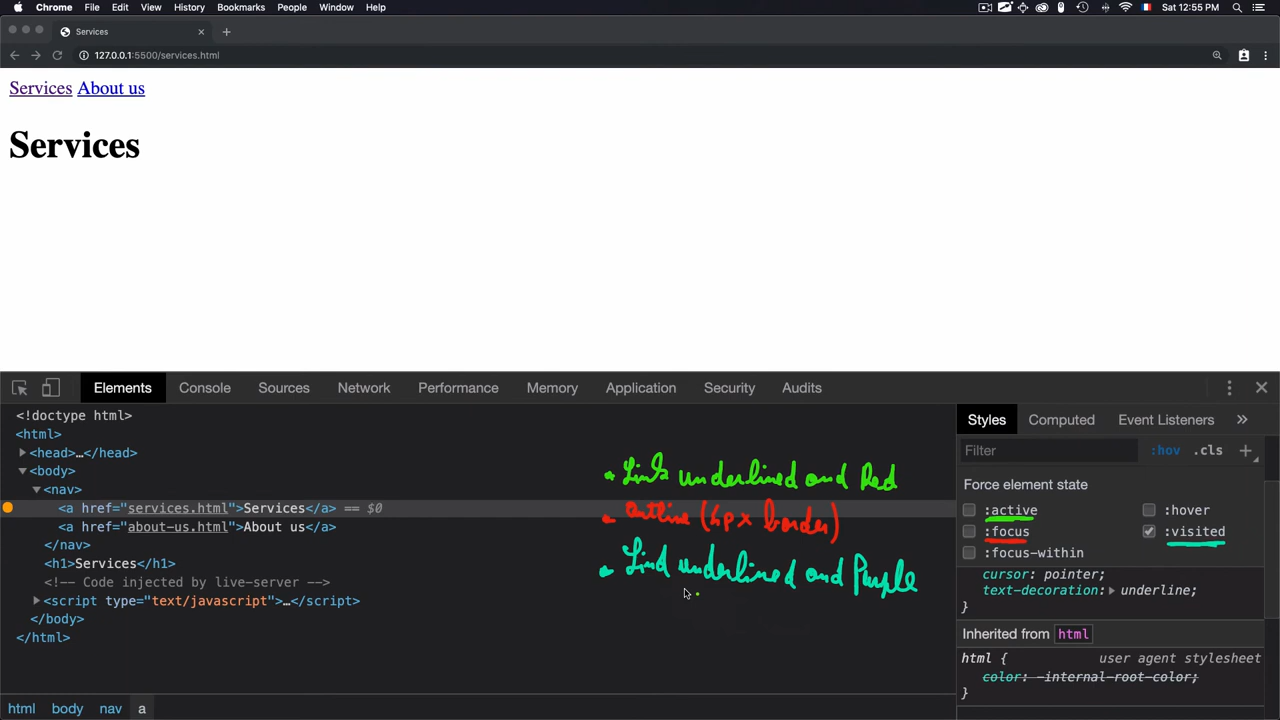 Chrome File Edit View History Bookmarks People Window Help Sat 12:55 PM
Services
127.0.0.1:5500/services.html
Services About us
Services
Elements Console Sources Network Performance Memory Application Security Audits
<!doctype html>
<html>
<head>…</head>
<body>
<nav>
<a href="services.html">Services</a> == $0
<a href="about-us.html">About us</a>
</nav>
<h1>Services</h1>
<!-- Code injected by live-server -->
<script type="text/javascript">…</script>
</body>
</html>
html body nav a
• Link underlined and Red
• Outline (4px border)
• Lind underlined and Purple
Styles Computed Event Listeners »
Filter :hov .cls +
Force element state
:active :hover
:focus :visited
:focus-within
cursor: pointer;
text-decoration: underline;
}
Inherited from html
html { user agent stylesheet
color: -internal-root-color;
}